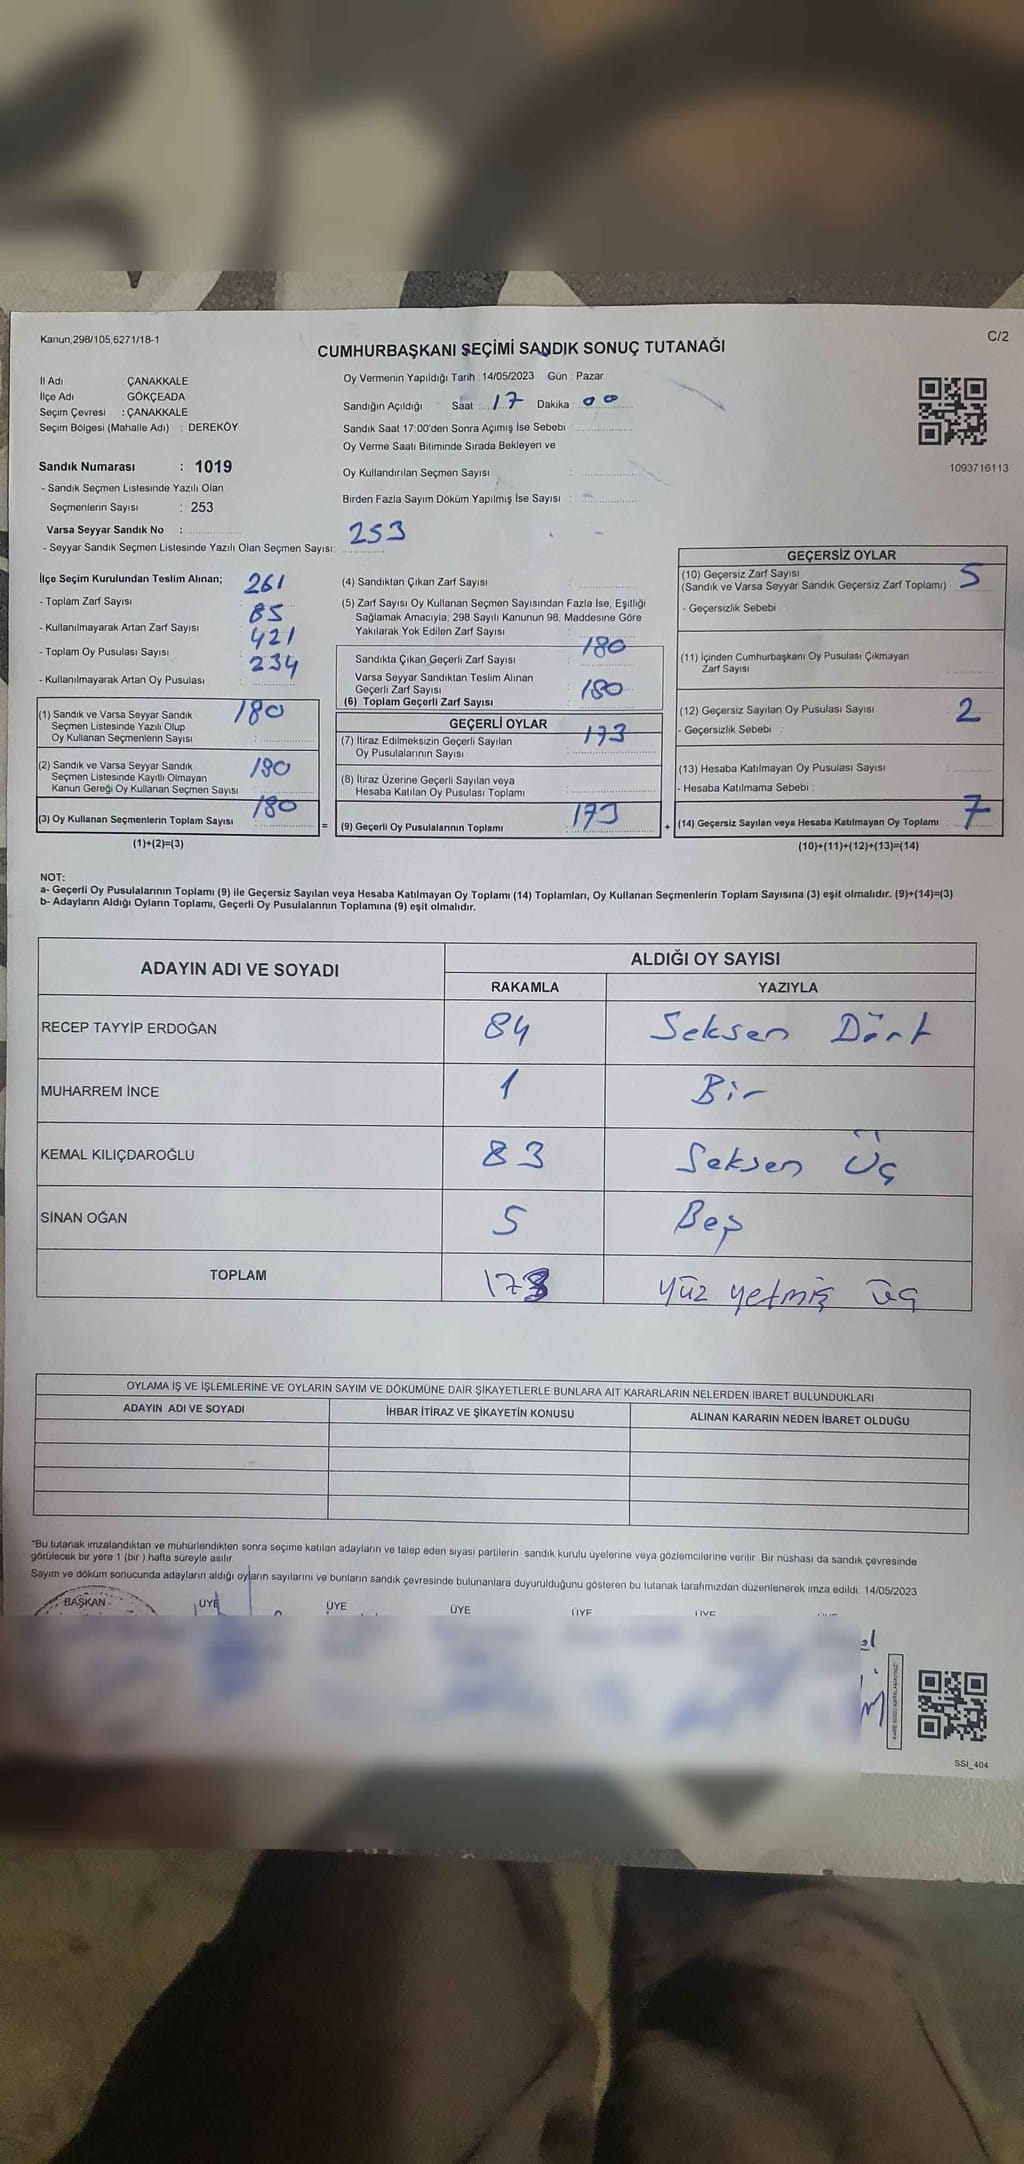 Kanun,298/105,6271/18-1
C/2
CUMHURBAŞKANI SEÇİMİ SANDIK SONUÇ TUTANAĞI
İl Adı : ÇANAKKALE
İlçe Adı : GÖKÇEADA
Seçim Çevresi : ÇANAKKALE
Seçim Bölgesi (Mahalle Adı) : DEREKÖY
Oy Vermenin Yapıldığı Tarih : 14/05/2023 Gün : Pazar
Sandığın Açıldığı Saat : 17 Dakika : 00
Sandık Saat 17:00'den Sonra Açımış İse Sebebi :
Oy Verme Saati Bitiminde Sırada Bekleyen ve
Oy Kullandırılan Seçmen Sayısı :
Birden Fazla Sayım Döküm Yapılmış İse Sayısı :
1093716113
Sandık Numarası : 1019
- Sandık Seçmen Listesinde Yazılı Olan
Seçmenlerin Sayısı : 253
Varsa Seyyar Sandık No :
- Seyyar Sandık Seçmen Listesinde Yazılı Olan Seçmen Sayısı: 253
İlçe Seçim Kurulundan Teslim Alınan;
- Toplam Zarf Sayısı 261
- Kullanılmayarak Artan Zarf Sayısı 85
- Toplam Oy Pusulası Sayısı 421
- Kullanılmayarak Artan Oy Pusulası 234
(1) Sandık ve Varsa Seyyar Sandık
Seçmen Listesinde Yazılı Olup
Oy Kullanan Seçmenlerin Sayısı 180
(2) Sandık ve Varsa Seyyar Sandık
Seçmen Listesinde Kayıtlı Olmayan
Kanun Gereği Oy Kullanan Seçmen Sayısı 180
(3) Oy Kullanan Seçmenlerin Toplam Sayısı 180
(1)+(2)=(3)
(4) Sandıktan Çıkan Zarf Sayısı :
(5) Zarf Sayısı Oy Kullanan Seçmen Sayısından Fazla İse, Eşitliği
Sağlamak Amacıyla, 298 Sayılı Kanunun 98. Maddesine Göre
Yakılarak Yok Edilen Zarf Sayısı :
Sandıkta Çıkan Geçerli Zarf Sayısı : 180
Varsa Seyyar Sandıktan Teslim Alınan
Geçerli Zarf Sayısı
(6) Toplam Geçerli Zarf Sayısı : 180
GEÇERLİ OYLAR
(7) İtiraz Edilmeksizin Geçerli Sayılan
Oy Pusulalarının Sayısı : 173
(8) İtiraz Üzerine Geçerli Sayılan veya
Hesaba Katılan Oy Pusulası Toplamı :
= (9) Geçerli Oy Pusulalarının Toplamı : 173
GEÇERSİZ OYLAR
(10) Geçersiz Zarf Sayısı
(Sandık ve Varsa Seyyar Sandık Geçersiz Zarf Toplamı) : 5
- Geçersizlik Sebebi :
(11) İçinden Cumhurbaşkanı Oy Pusulası Çıkmayan
Zarf Sayısı :
(12) Geçersiz Sayılan Oy Pusulası Sayısı : 2
- Geçersizlik Sebebi :
(13) Hesaba Katılmayan Oy Pusulası Sayısı :
- Hesaba Katılmama Sebebi :
+ (14) Geçersiz Sayılan veya Hesaba Katılmayan Oy Toplamı : 7
(10)+(11)+(12)+(13)=(14)
NOT:
a- Geçerli Oy Pusulalarının Toplamı (9) ile Geçersiz Sayılan veya Hesaba Katılmayan Oy Toplamı (14) Toplamları, Oy Kullanan Seçmenlerin Toplam Sayısına (3) eşit olmalıdır. (9)+(14)=(3)
b- Adayların Aldığı Oyların Toplamı, Geçerli Oy Pusulalarının Toplamına (9) eşit olmalıdır.
ADAYIN ADI VE SOYADI ALDIĞI OY SAYISI
RAKAMLA YAZIYLA
RECEP TAYYİP ERDOĞAN 84 Seksen Dört
MUHARREM İNCE 1 Bir
KEMAL KILIÇDAROĞLU 83 Seksen Üç
SİNAN OĞAN 5 Beş
TOPLAM 173 yüz yetmiş üç
OYLAMA İŞ VE İŞLEMLERİNE VE OYLARIN SAYIM VE DÖKÜMÜNE DAİR ŞİKAYETLERLE BUNLARA AİT KARARLARIN NELERDEN İBARET BULUNDUKLARI
ADAYIN ADI VE SOYADI İHBAR İTİRAZ VE ŞİKAYETİN KONUSU ALINAN KARARIN NEDEN İBARET OLDUĞU
*Bu tutanak imzalandıktan ve mühürlendikten sonra seçime katılan adayların ve talep eden siyasi partilerin sandık kurulu üyelerine veya gözlemcilerine verilir. Bir nüshası da sandık çevresinde
görülecek bir yere 1 (bir ) hafta süreyle asılır.
Sayım ve döküm sonucunda adayların aldığı oyların sayılarını ve bunların sandık çevresinde bulunanlara duyurulduğunu gösteren bu tutanak tarafımızdan düzenlenerek imza edildi. 14/05/2023
BAŞKAN ÜYE ÜYE ÜYE ÜYE ÜYE
SSI_404